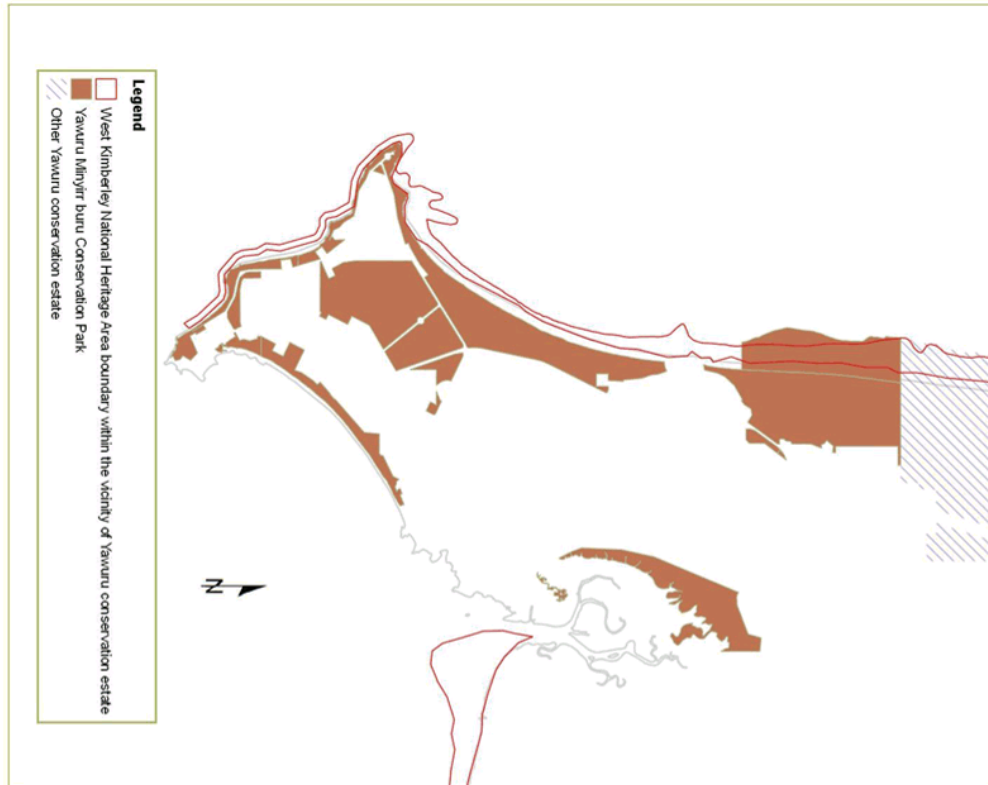 Legend
West Kimberley National Heritage Area boundary within the vicinity of Yawuru conservation estate
Yawuru Minyirr buru Conservation Park
Other Yawuru conservation estate
N